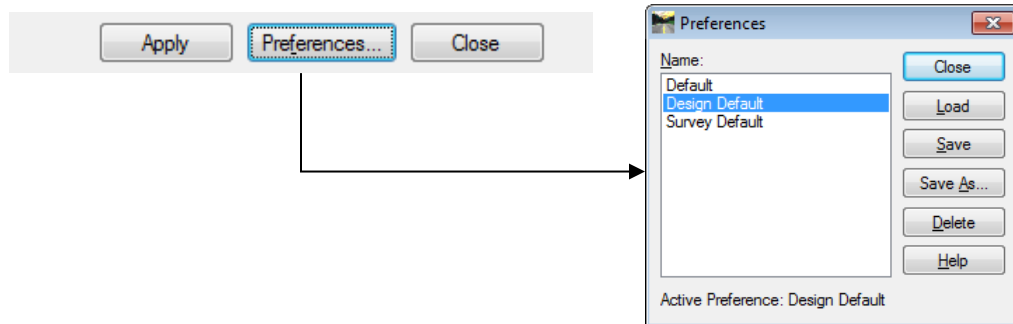 Apply
Preferences...
Close
Preferences
Name:
Default
Design Default
Survey Default
Close
Load
Save
Save As...
Delete
Help
Active Preference: Design Default